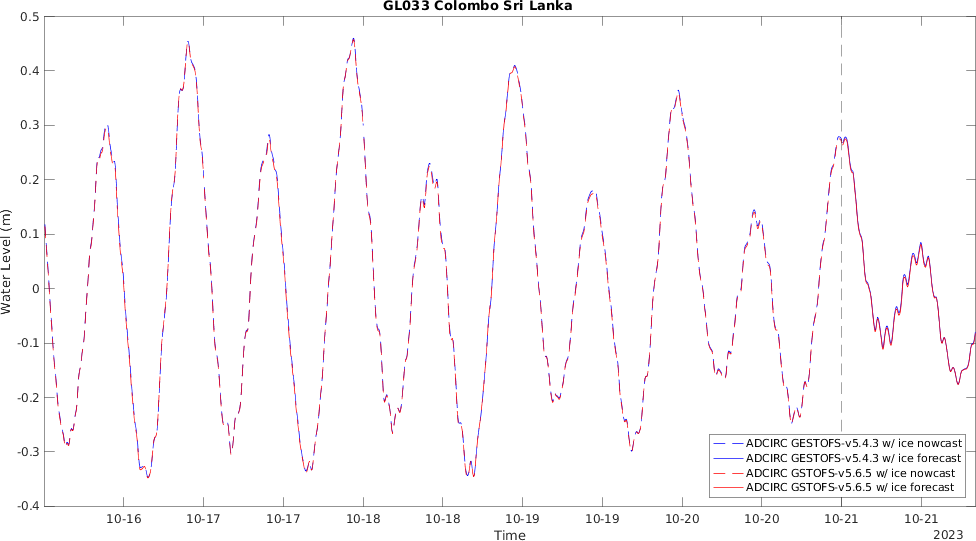 GL033 Colombo Sri Lanka
0.5
0.4
0.3
0.2
0.1
0
-0.1
-0.2
-0.3
-0.4
Water Level (m)
ADCIRC GESTOFS-v5.4.3 w/ ice nowcast
ADCIRC GESTOFS-v5.4.3 w/ ice forecast
ADCIRC GSTOFS-v5.6.5 w/ ice nowcast
ADCIRC GSTOFS-v5.6.5 w/ ice forecast
10-16 10-17 10-17 10-18 10-18 10-19 10-19 10-20 10-20 10-21 10-21
Time
2023